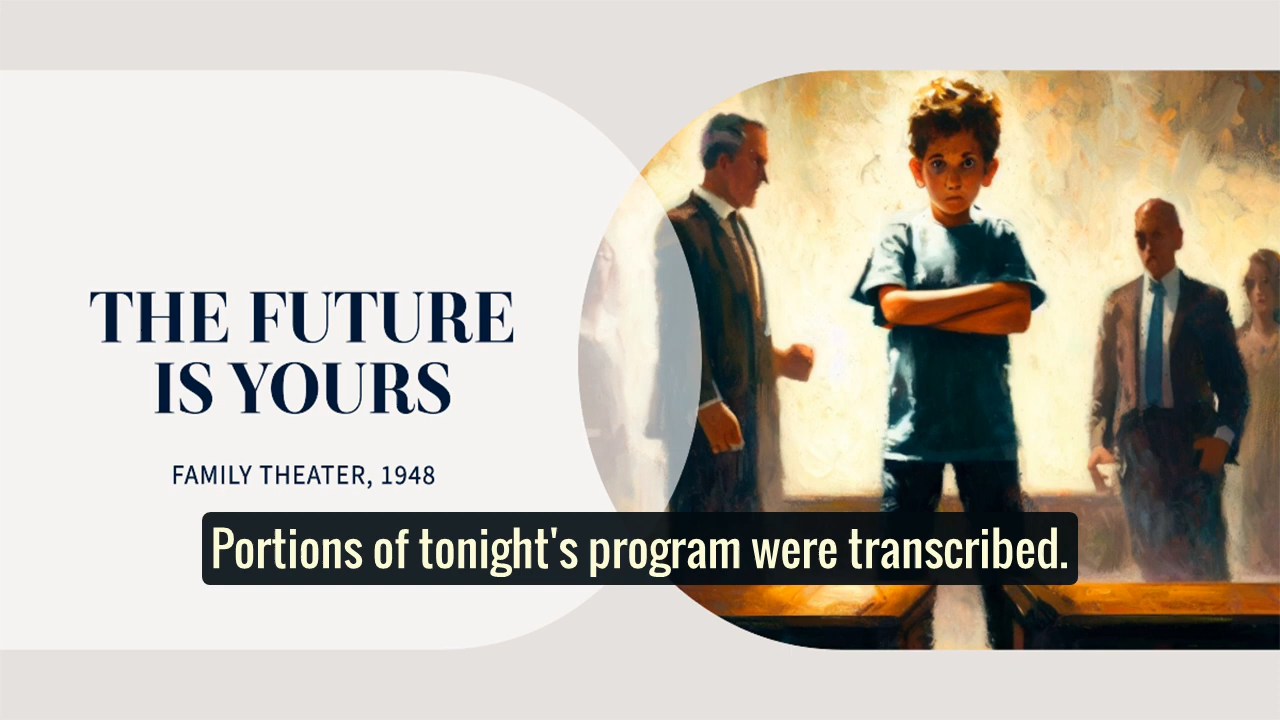 THE FUTURE
IS YOURS
FAMILY THEATER, 1948
Portions of tonight's program were transcribed.